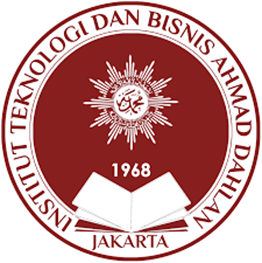 INSTITUT TEKNOLOGI DAN BISNIS AHMAD DAHLAN
1968
JAKARTA